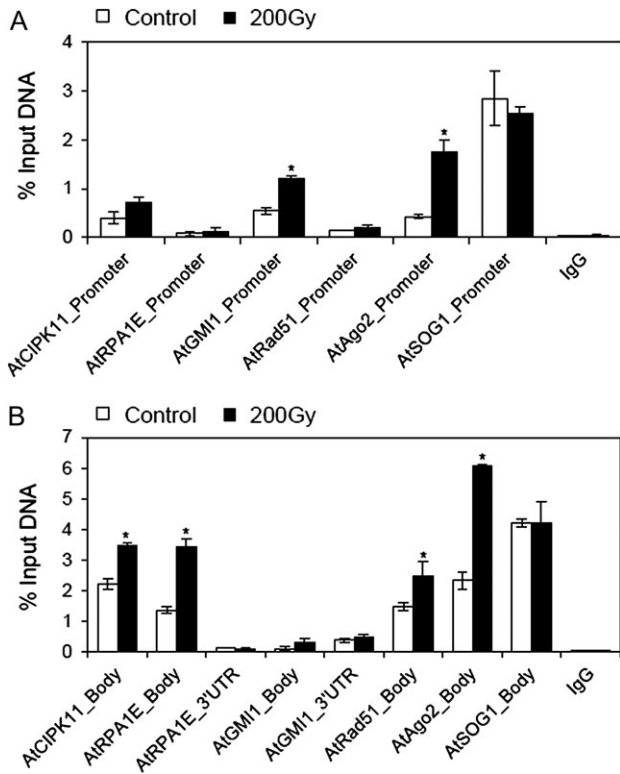 A
Control 200Gy
% Input DNA
4
3
2
1
0
*
*
AtCIPK11_Promoter
AtRPA1E_Promoter
AtGMI1_Promoter
AtRad51_Promoter
AtAgo2_Promoter
AtSOG1_Promoter
IgG
Control 200Gy
B
% Input DNA
7
6
5
4
3
2
1
0
*
*
*
*
AtCIPK11_Body
AtRPA1E_Body
AtRPA1E_3'UTR
AtGMI1_Body
AtGMI1_3'UTR
AtRad51_Body
AtAgo2_Body
AtSOG1_Body
IgG